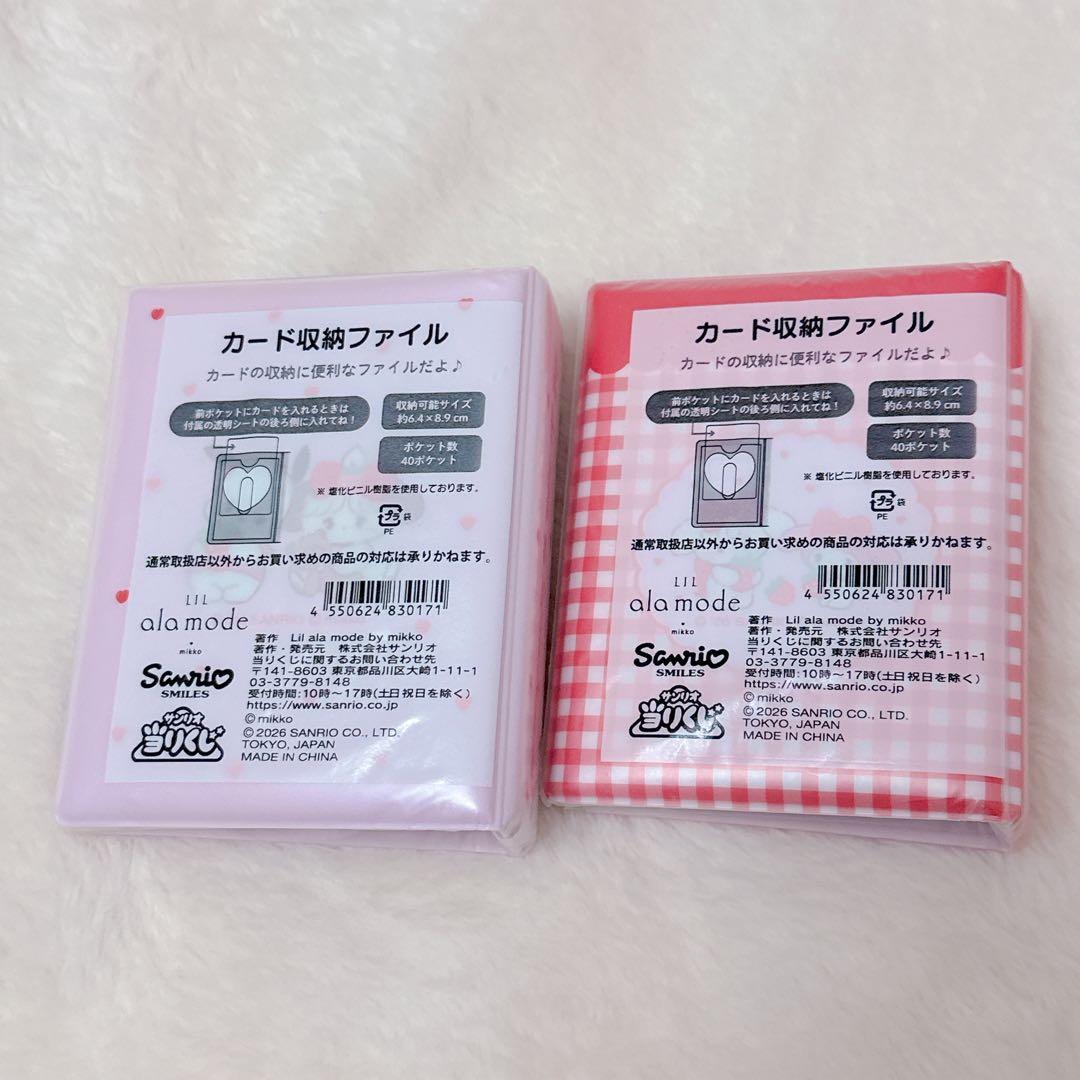 カード収納ファイル
カードの収納に便利なファイルだよ♪
前ポケットにカードを入れるときは
付属の透明シートの後ろ側に入れてね!
収納可能サイズ
約6.4×8.9cm
ポケット数
40ポケット
※ 塩化ビニル樹脂を使用しております。
プラ 袋
PE
通常取扱店以外からお買い求めの商品の対応は承りかねます。
LIL
ala mode
mikko
4 550624 830171
Sanrio
SMILES
サンリオ
当りくじ
著作 Lil ala mode by mikko
著作・発売元 株式会社サンリオ
当りくじに関するお問い合わせ先
〒141-8603 東京都品川区大崎1-11-1
03-3779-8148
受付時間:10時~17時(土日祝日を除く)
https://www.sanrio.co.jp
©mikko
©2026 SANRIO CO., LTD.
TOKYO, JAPAN
MADE IN CHINA
カード収納ファイル
カードの収納に便利なファイルだよ♪
前ポケットにカードを入れるときは
付属の透明シートの後ろ側に入れてね!
収納可能サイズ
約6.4×8.9cm
ポケット数
40ポケット
※ 塩化ビニル樹脂を使用しております。
プラ 袋
PE
通常取扱店以外からお買い求めの商品の対応は承りかねます。
LIL
ala mode
mikko
4 550624 830171
Sanrio
SMILES
サンリオ
当りくじ
著作 Lil ala mode by mikko
著作・発売元 株式会社サンリオ
当りくじに関するお問い合わせ先
〒141-8603 東京都品川区大崎1-11-1
03-3779-8148
受付時間:10時~17時(土日祝日を除く)
https://www.sanrio.co.jp
©mikko
©2026 SANRIO CO., LTD.
TOKYO, JAPAN
MADE IN CHINA